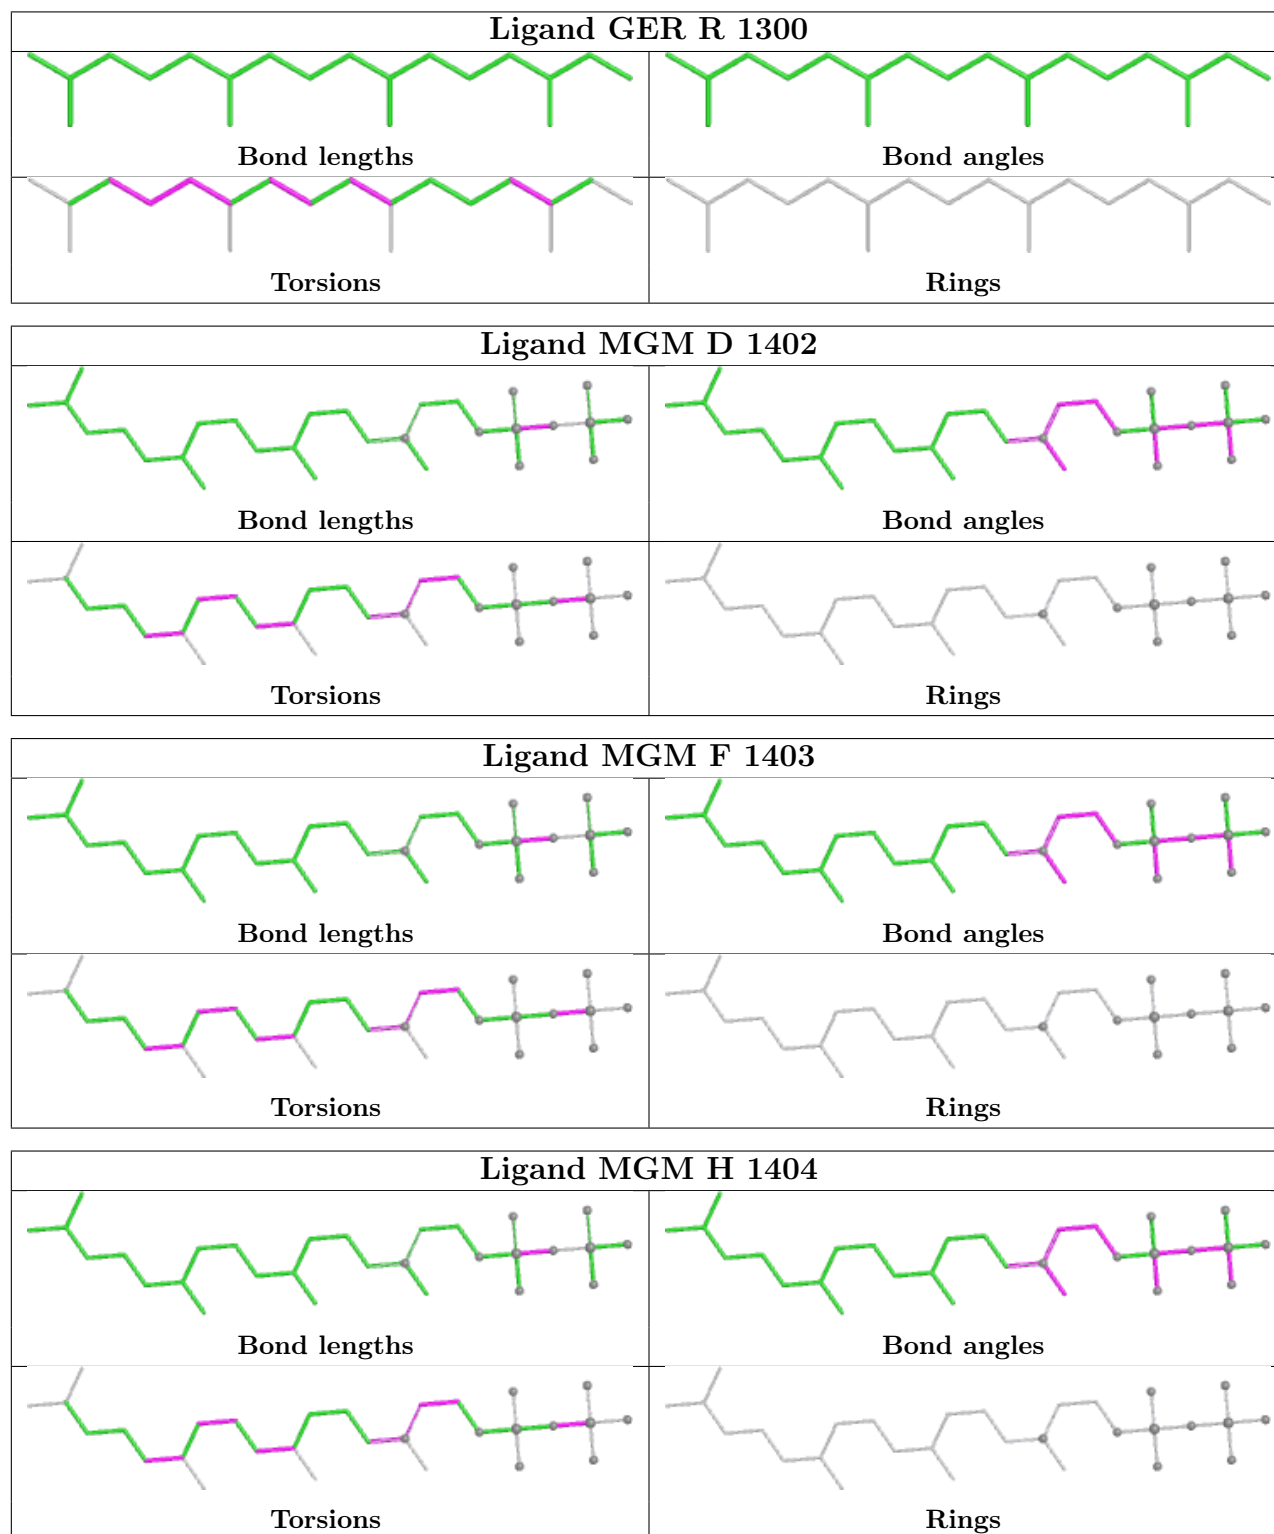 Ligand GER R 1300
Bond lengths
Bond angles
Torsions
Rings
Ligand MGM D 1402
Bond lengths
Bond angles
Torsions
Rings
Ligand MGM F 1403
Bond lengths
Bond angles
Torsions
Rings
Ligand MGM H 1404
Bond lengths
Bond angles
Torsions
Rings